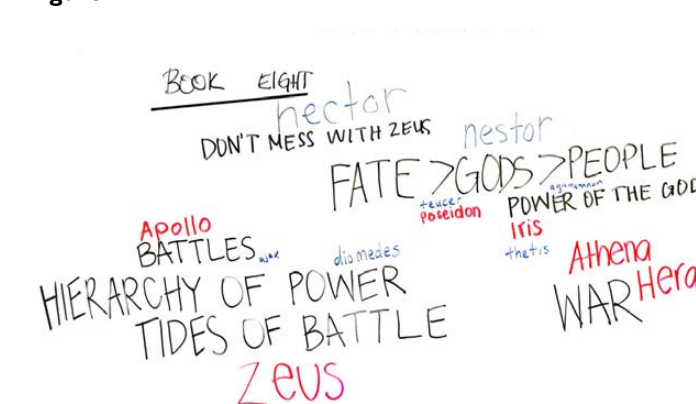 BOOK EIGHT
hector
DON'T MESS WITH ZEUS
nestor
FATE > GODS > PEOPLE
agamemnon
teucer
POWER OF THE GOD
Poseidon
Apollo
Iris
BATTLES war
diomedes
thetis
Athena
HIERARCHY OF POWER
WAR Hera
TIDES OF BATTLE
Zeus